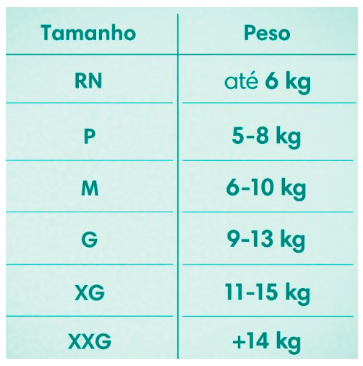 Tamanho Peso
RN até 6 kg
P 5-8 kg
M 6-10 kg
G 9-13 kg
XG 11-15 kg
XXG +14 kg